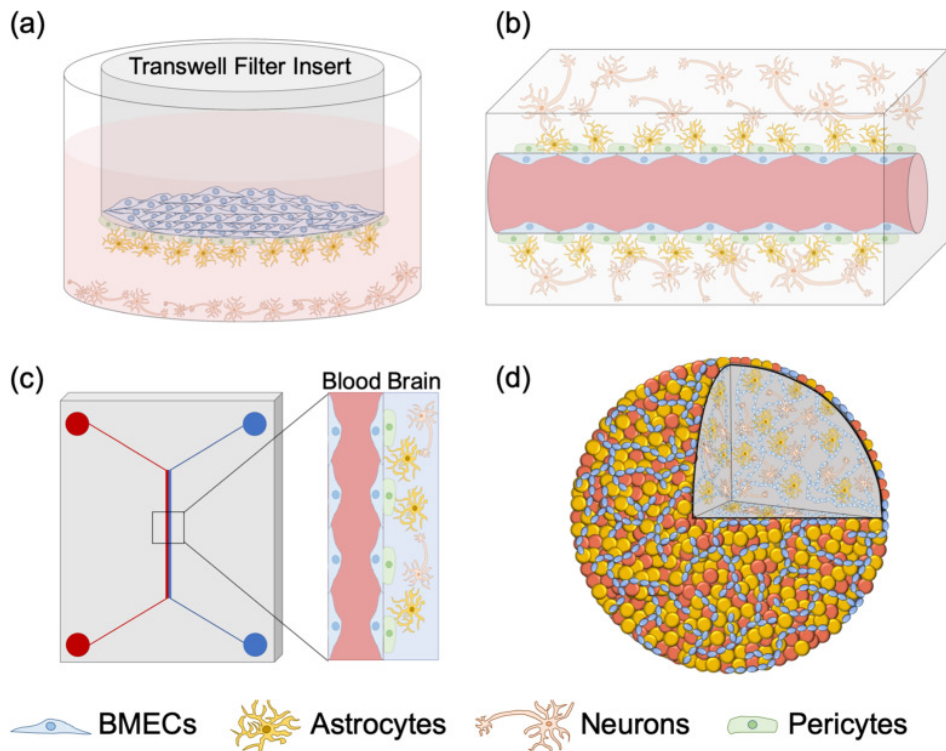 (a)
Transwell Filter Insert
(b)
(c)
Blood Brain
(d)
BMECs
Astrocytes
Neurons
Pericytes